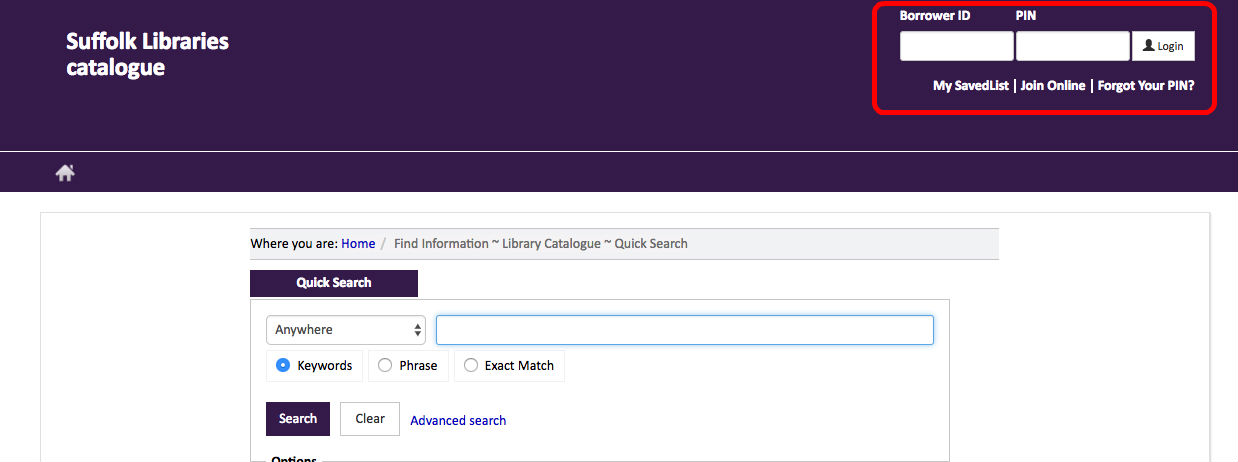 Borrower ID PIN
Suffolk Libraries
catalogue
Login
My SavedList | Join Online | Forgot Your PIN?
Where you are: Home / Find Information ~ Library Catalogue ~ Quick Search
Quick Search
Anywhere
Keywords Phrase Exact Match
Search Clear Advanced search
Options